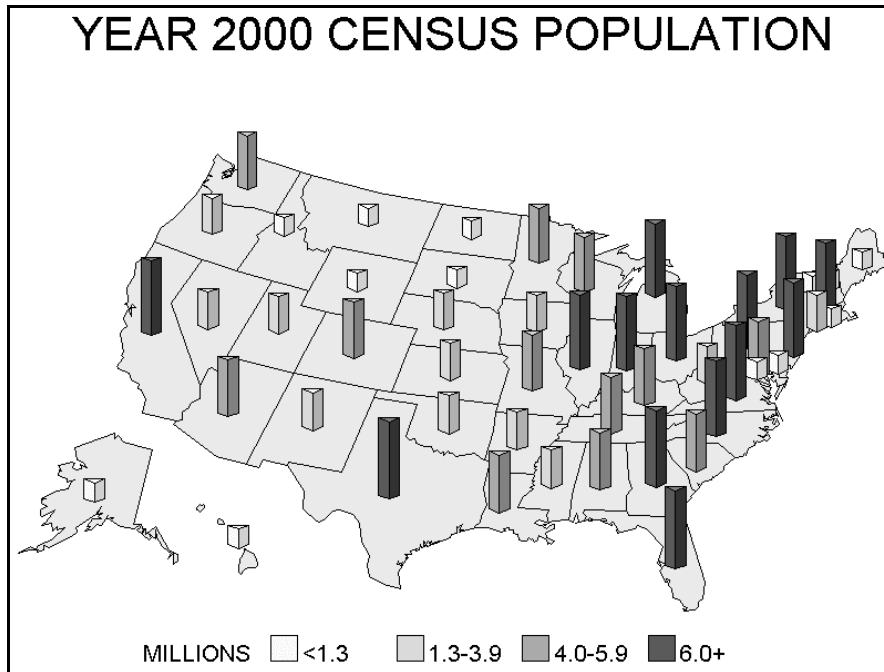 YEAR 2000 CENSUS POPULATION
MILLIONS <1.3 1.3-3.9 4.0-5.9 6.0+